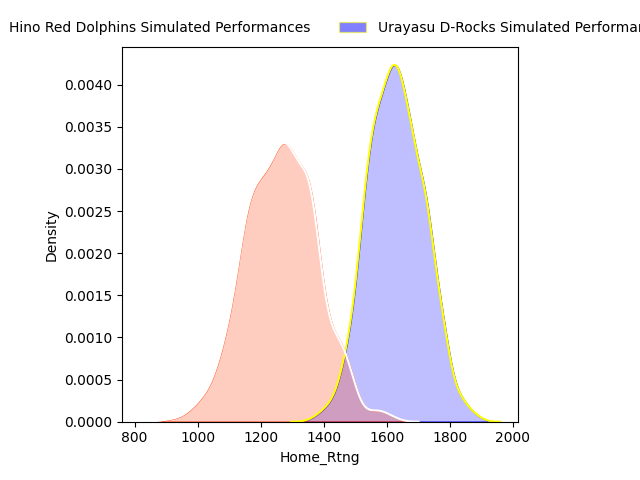 Hino Red Dolphins Simulated Performances
Urayasu D-Rocks Simulated
0.0040
0.0035
0.0030
0.0025
0.0020
0.0015
0.0010
0.0005
0.0000
Density
800 1000 1200 1400 1600 1800 2000
Home_Rtng